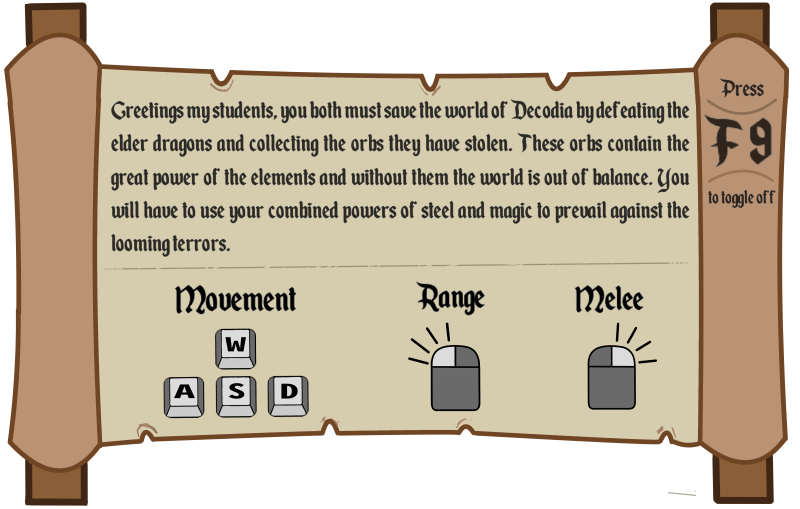 Greetings my students, you both must save the world of Decodia by defeating the
elder dragons and collecting the orbs they have stolen. These orbs contain the
great power of the elements and without them the world is out of balance. You
will have to use your combined powers of steel and magic to prevail against the
looming terrors.
Press
F9
to toggle off
Movement
Range
Melee
W
A S D